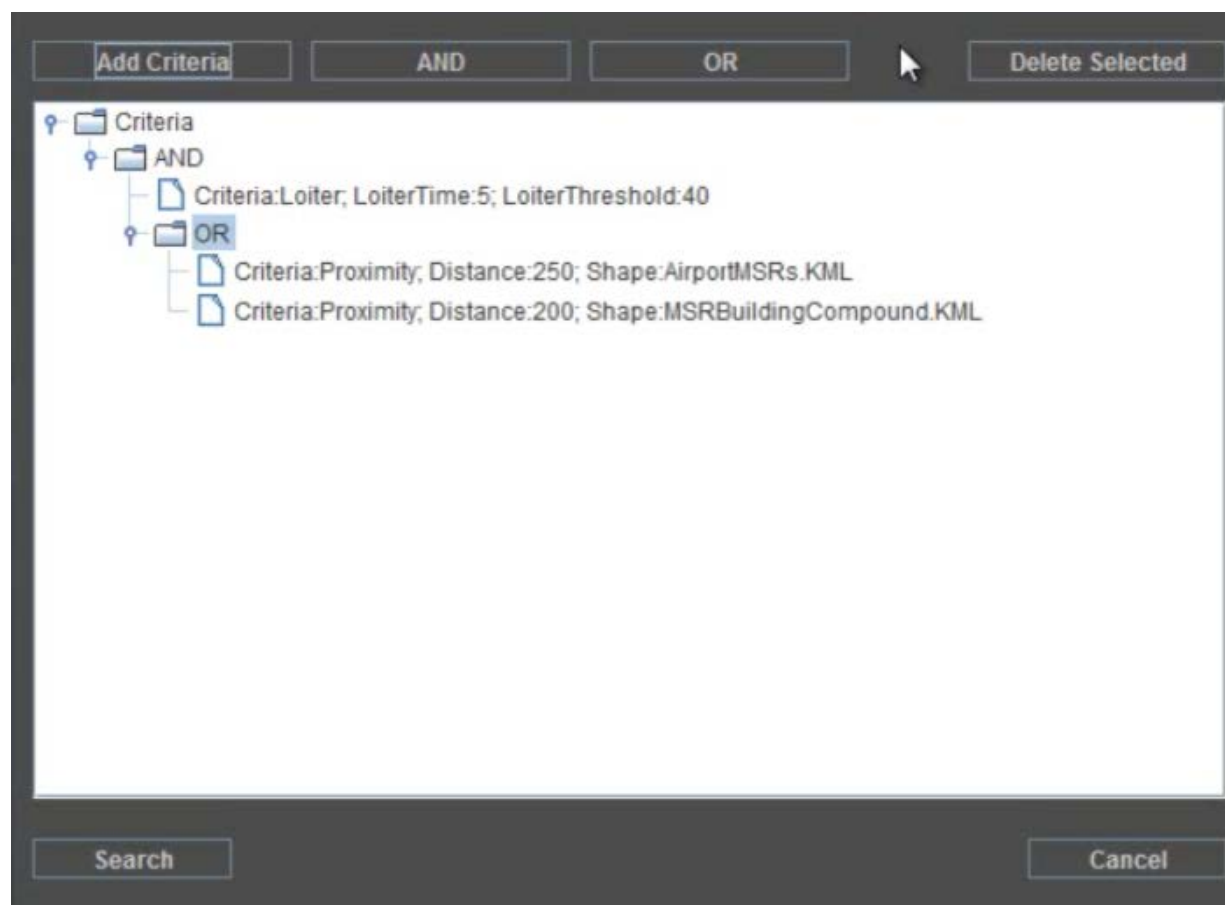 Add Criteria AND OR Delete Selected
Criteria
AND
Criteria:Loiter; LoiterTime:5; LoiterThreshold:40
OR
Criteria:Proximity; Distance:250; Shape:AirportMSRs.KML
Criteria:Proximity; Distance:200; Shape:MSRBuildingCompound.KML
Search Cancel